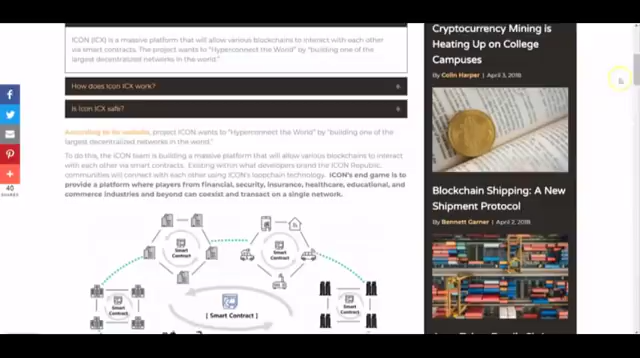 ICON (ICX) is a massive platform that will allow various blockchains to interact with each other
via smart contracts. The project wants to "Hyperconnect the World" by "building one of the
largest decentralized networks in the world."
How does Icon ICX work?
Is Icon ICX safe?
According to its website, project ICON wants to "Hyperconnect the World" by "building one of the
largest decentralized networks in the world."
To do this, the ICON team is building a massive platform that will allow various blockchains to interact
with each other via smart contracts. Existing within what developers brand the ICON Republic,
communities will connect with each other using ICON's loopchain technology. ICON's end game is to
provide a platform where players from financial, security, insurance, healthcare, educational, and
commerce industries and beyond can coexist and transact on a single network.
Smart
Contract
Smart
Contract
Smart
Contract
[ Smart Contract ]
Smart
Contract
40
SHARES
Cryptocurrency Mining is
Heating Up on College
Campuses
By Colin Harper | April 3, 2018
Blockchain Shipping: A New
Shipment Protocol
By Bennett Garner | April 2, 2018